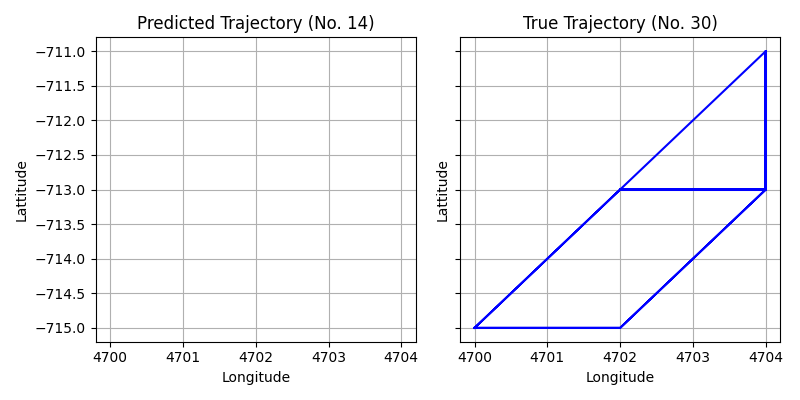 Predicted Trajectory (No. 14)
True Trajectory (No. 30)
−711.0
−711.5
−712.0
−712.5
−713.0
−713.5
−714.0
−714.5
−715.0
Lattitude
Lattitude
4700 4701 4702 4703 4704
4700 4701 4702 4703 4704
Longitude
Longitude